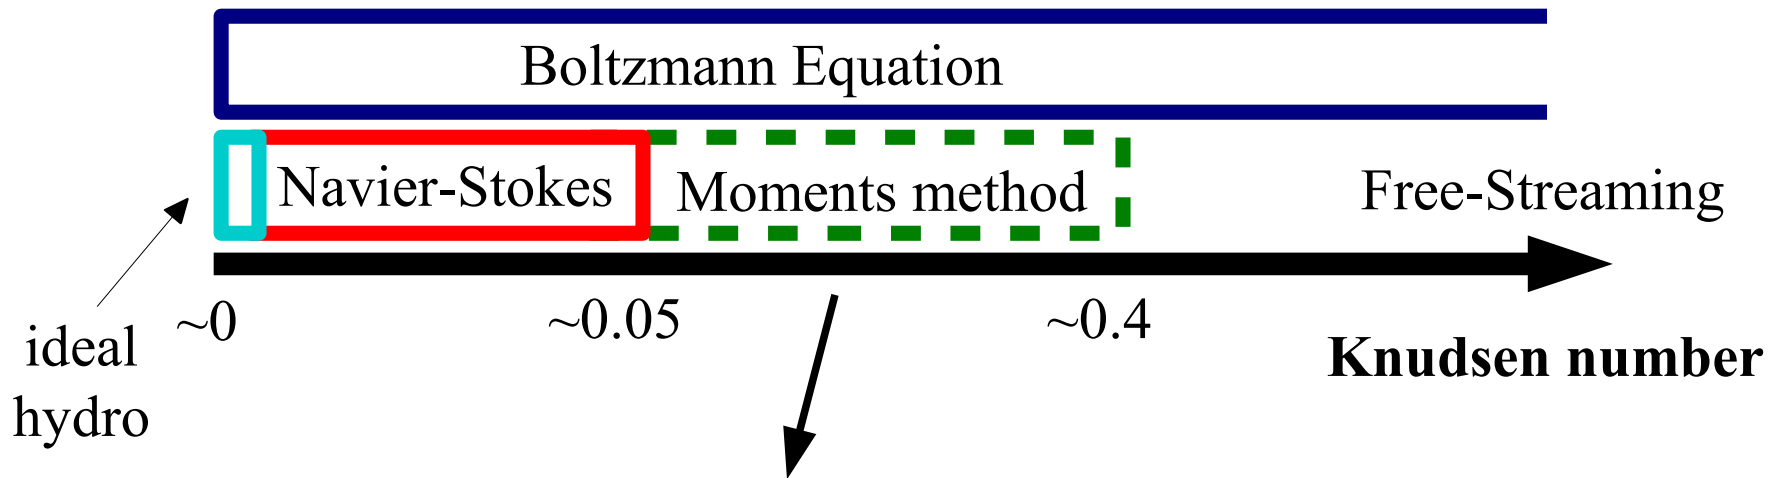 Boltzmann Equation
Navier-Stokes
Moments method
Free-Streaming
~0
~0.05
~0.4
ideal
hydro
Knudsen number